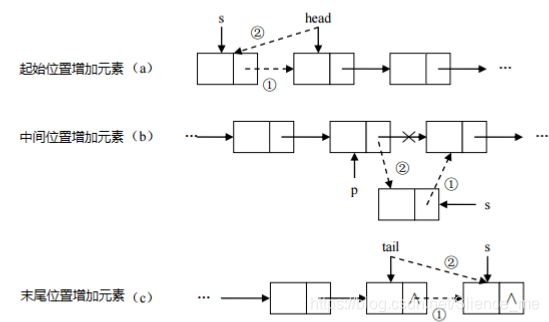 s head
②
起始位置增加元素（a） ①
…
中间位置增加元素（b） …
…
②
①
p
s
tail s
②
末尾位置增加元素（c） …
∧ ∧
①
https://blog.csdn.net/Silence_me